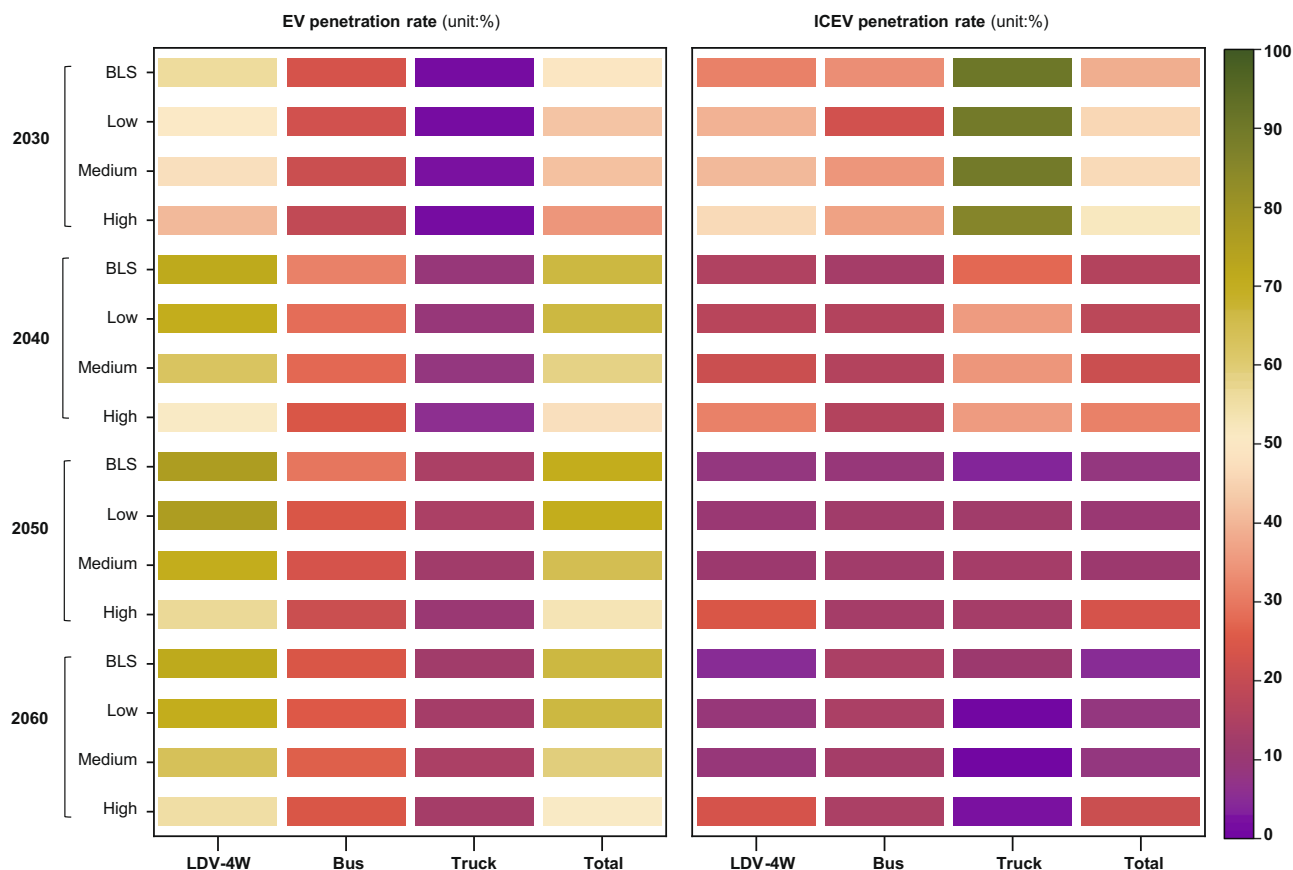 EV penetration rate (unit:%)
ICEV penetration rate (unit:%)
2030
BLS
Low
Medium
High
2040
BLS
Low
Medium
High
2050
BLS
Low
Medium
High
2060
BLS
Low
Medium
High
LDV-4W Bus Truck Total
LDV-4W Bus Truck Total
100
90
80
70
60
50
40
30
20
10
0